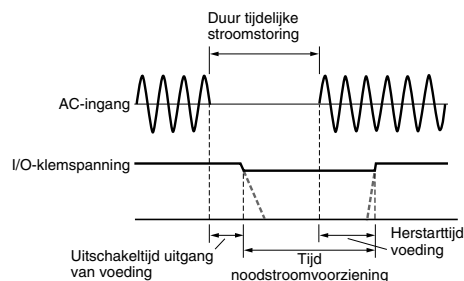 Duur tijdelijke
stroomstoring
AC-ingang
I/O-klemspanning
Uitschakeltijd uitgang
van voeding
Tijd
noodstroomvoorziening
Herstarttijd
voeding